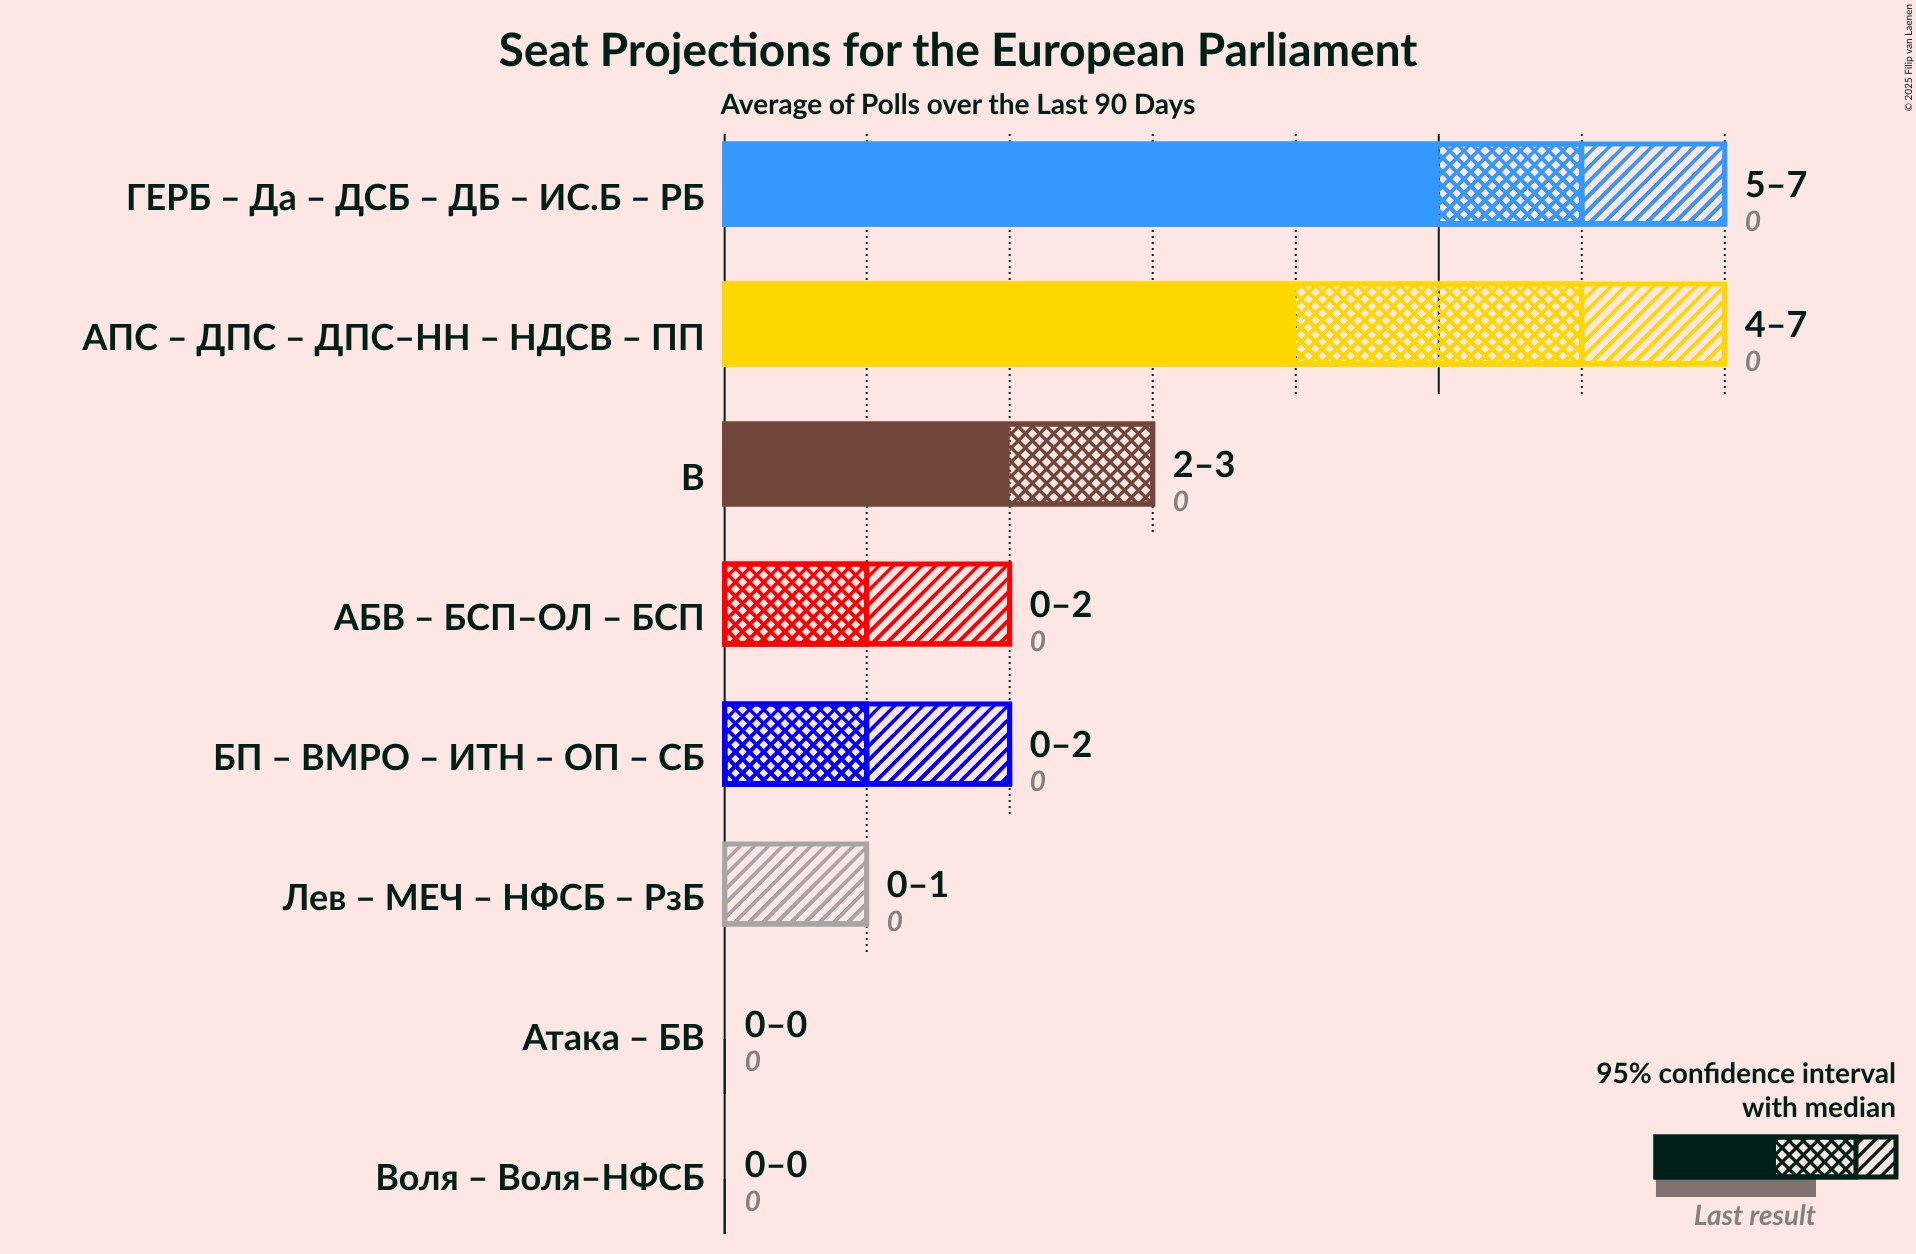 Seat Projections for the European Parliament
Average of Polls over the Last 90 Days
© 2025 Filip van Laenen
ГЕРБ – Да – ДСБ – ДБ – ИС.Б – РБ
5–7
0
АПС – ДПС – ДПС–НН – НДСВ – ПП
4–7
0
В
2–3
0
АБВ – БСП–ОЛ – БСП
0–2
0
БП – ВМРО – ИТН – ОП – СБ
0–2
0
Лев – МЕЧ – НФСБ – РзБ
0–1
0
Атака – БВ
0–0
0
Воля – Воля–НФСБ
0–0
0
95% confidence interval
with median
Last result